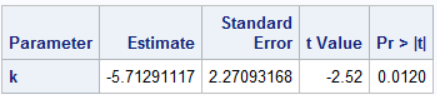 Parameter Estimate Standard Error t Value Pr > |t|
k -5.71291117 2.27093168 -2.52 0.0120